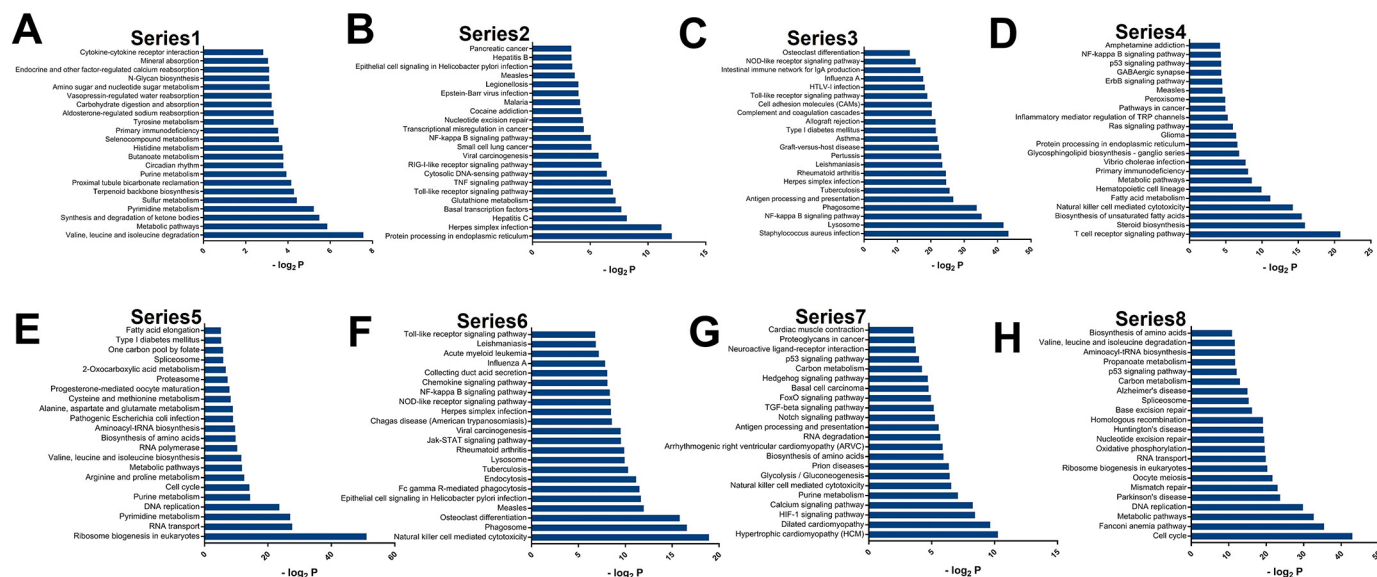 A
Series1
Cytokine-cytokine receptor interaction
Mineral absorption
Endocrine and other factor-regulated calcium reabsorption
N-Glycan biosynthesis
Amino sugar and nucleotide sugar metabolism
Vasopressin-regulated water reabsorption
Carbohydrate digestion and absorption
Aldosterone-regulated sodium reabsorption
Tyrosine metabolism
Primary immunodeficiency
Selenocompound metabolism
Histidine metabolism
Butanoate metabolism
Circadian rhythm
Purine metabolism
Proximal tubule bicarbonate reclamation
Terpenoid backbone biosynthesis
Sulfur metabolism
Pyrimidine metabolism
Synthesis and degradation of ketone bodies
Metabolic pathways
Valine, leucine and isoleucine degradation
0 2 4 6 8
- log2 P
B
Series2
Pancreatic cancer
Hepatitis B
Epithelial cell signaling in Helicobacter pylori infection
Measles
Legionellosis
Epstein-Barr virus infection
Malaria
Cocaine addiction
Nucleotide excision repair
Transcriptional misregulation in cancer
NF-kappa B signaling pathway
Small cell lung cancer
Viral carcinogenesis
RIG-I-like receptor signaling pathway
Cytosolic DNA-sensing pathway
TNF signaling pathway
Toll-like receptor signaling pathway
Glutathione metabolism
Basal transcription factors
Hepatitis C
Herpes simplex infection
Protein processing in endoplasmic reticulum
0 5 10 15
- log2 P
C
Series3
Osteoclast differentiation
NOD-like receptor signaling pathway
Intestinal immune network for IgA production
Influenza A
HTLV-I infection
Toll-like receptor signaling pathway
Cell adhesion molecules (CAMs)
Complement and coagulation cascades
Allograft rejection
Type I diabetes mellitus
Asthma
Graft-versus-host disease
Pertussis
Leishmaniasis
Rheumatoid arthritis
Herpes simplex infection
Tuberculosis
Antigen processing and presentation
Phagosome
NF-kappa B signaling pathway
Lysosome
Staphylococcus aureus infection
0 10 20 30 40 50
- log2 P
D
Series4
Amphetamine addiction
NF-kappa B signaling pathway
p53 signaling pathway
GABAergic synapse
ErbB signaling pathway
Measles
Peroxisome
Pathways in cancer
Inflammatory mediator regulation of TRP channels
Ras signaling pathway
Glioma
Protein processing in endoplasmic reticulum
Glycosphingolipid biosynthesis - ganglio series
Vibrio cholerae infection
Primary immunodeficiency
Metabolic pathways
Hematopoietic cell lineage
Fatty acid metabolism
Natural killer cell mediated cytotoxicity
Biosynthesis of unsaturated fatty acids
Steroid biosynthesis
T cell receptor signaling pathway
0 5 10 15 20 25
- log2 P
E
Series5
Fatty acid elongation
Type I diabetes mellitus
One carbon pool by folate
Spliceosome
2-Oxocarboxylic acid metabolism
Proteasome
Progesterone-mediated oocyte maturation
Cysteine and methionine metabolism
Alanine, aspartate and glutamate metabolism
Pathogenic Escherichia coli infection
Aminoacyl-tRNA biosynthesis
Biosynthesis of amino acids
RNA polymerase
Valine, leucine and isoleucine biosynthesis
Metabolic pathways
Arginine and proline metabolism
Cell cycle
Purine metabolism
DNA replication
Pyrimidine metabolism
RNA transport
Ribosome biogenesis in eukaryotes
0 20 40 60
- log2 P
F
Series6
Toll-like receptor signaling pathway
Leishmaniasis
Acute myeloid leukemia
Influenza A
Collecting duct acid secretion
Chemokine signaling pathway
NF-kappa B signaling pathway
NOD-like receptor signaling pathway
Herpes simplex infection
Chagas disease (American trypanosomiasis)
Viral carcinogenesis
Jak-STAT signaling pathway
Rheumatoid arthritis
Lysosome
Tuberculosis
Endocytosis
Fc gamma R-mediated phagocytosis
Epithelial cell signaling in Helicobacter pylori infection
Measles
Osteoclast differentiation
Phagosome
Natural killer cell mediated cytotoxicity
0 5 10 15 20
- log2 P
G
Series7
Cardiac muscle contraction
Proteoglycans in cancer
Neuroactive ligand-receptor interaction
p53 signaling pathway
Carbon metabolism
Hedgehog signaling pathway
Basal cell carcinoma
FoxO signaling pathway
TGF-beta signaling pathway
Notch signaling pathway
Antigen processing and presentation
RNA degradation
Arrhythmogenic right ventricular cardiomyopathy (ARVC)
Biosynthesis of amino acids
Prion diseases
Glycolysis / Gluconeogenesis
Natural killer cell mediated cytotoxicity
Purine metabolism
Calcium signaling pathway
HIF-1 signaling pathway
Dilated cardiomyopathy
Hypertrophic cardiomyopathy (HCM)
0 5 10 15
- log2 P
H
Series8
Biosynthesis of amino acids
Valine, leucine and isoleucine degradation
Aminoacyl-tRNA biosynthesis
Propanoate metabolism
p53 signaling pathway
Carbon metabolism
Alzheimer's disease
Spliceosome
Base excision repair
Homologous recombination
Huntington's disease
Nucleotide excision repair
Oxidative phosphorylation
RNA transport
Ribosome biogenesis in eukaryotes
Oocyte meiosis
Mismatch repair
Parkinson's disease
DNA replication
Metabolic pathways
Fanconi anemia pathway
Cell cycle
0 10 20 30 40 50
- log2 P